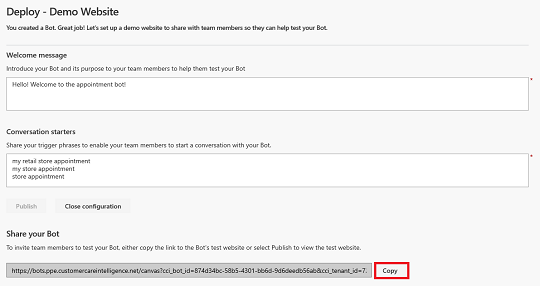 Deploy - Demo Website
You created a Bot. Great job! Let's set up a demo website to share with team members so they can help test your Bot.
Welcome message
Introduce your Bot and its purpose to your team members to help them test your Bot
*
Hello! Welcome to the appointment bot!
Conversation starters
Share your trigger phrases to enable your team members to start a conversation with your Bot.
*
my retail store appointment
my store appointment
store appointment
Publish Close configuration
Share your Bot
To invite team members to test your Bot, either copy the link to the Bot's test website or select Publish to view the test website.
https://bots.ppe.customercareintelligence.net/canvas?cci_bot_id=874d34bc-58b5-4301-bb6d-9d6deedb56ab&cci_tenant_id=7. Copy